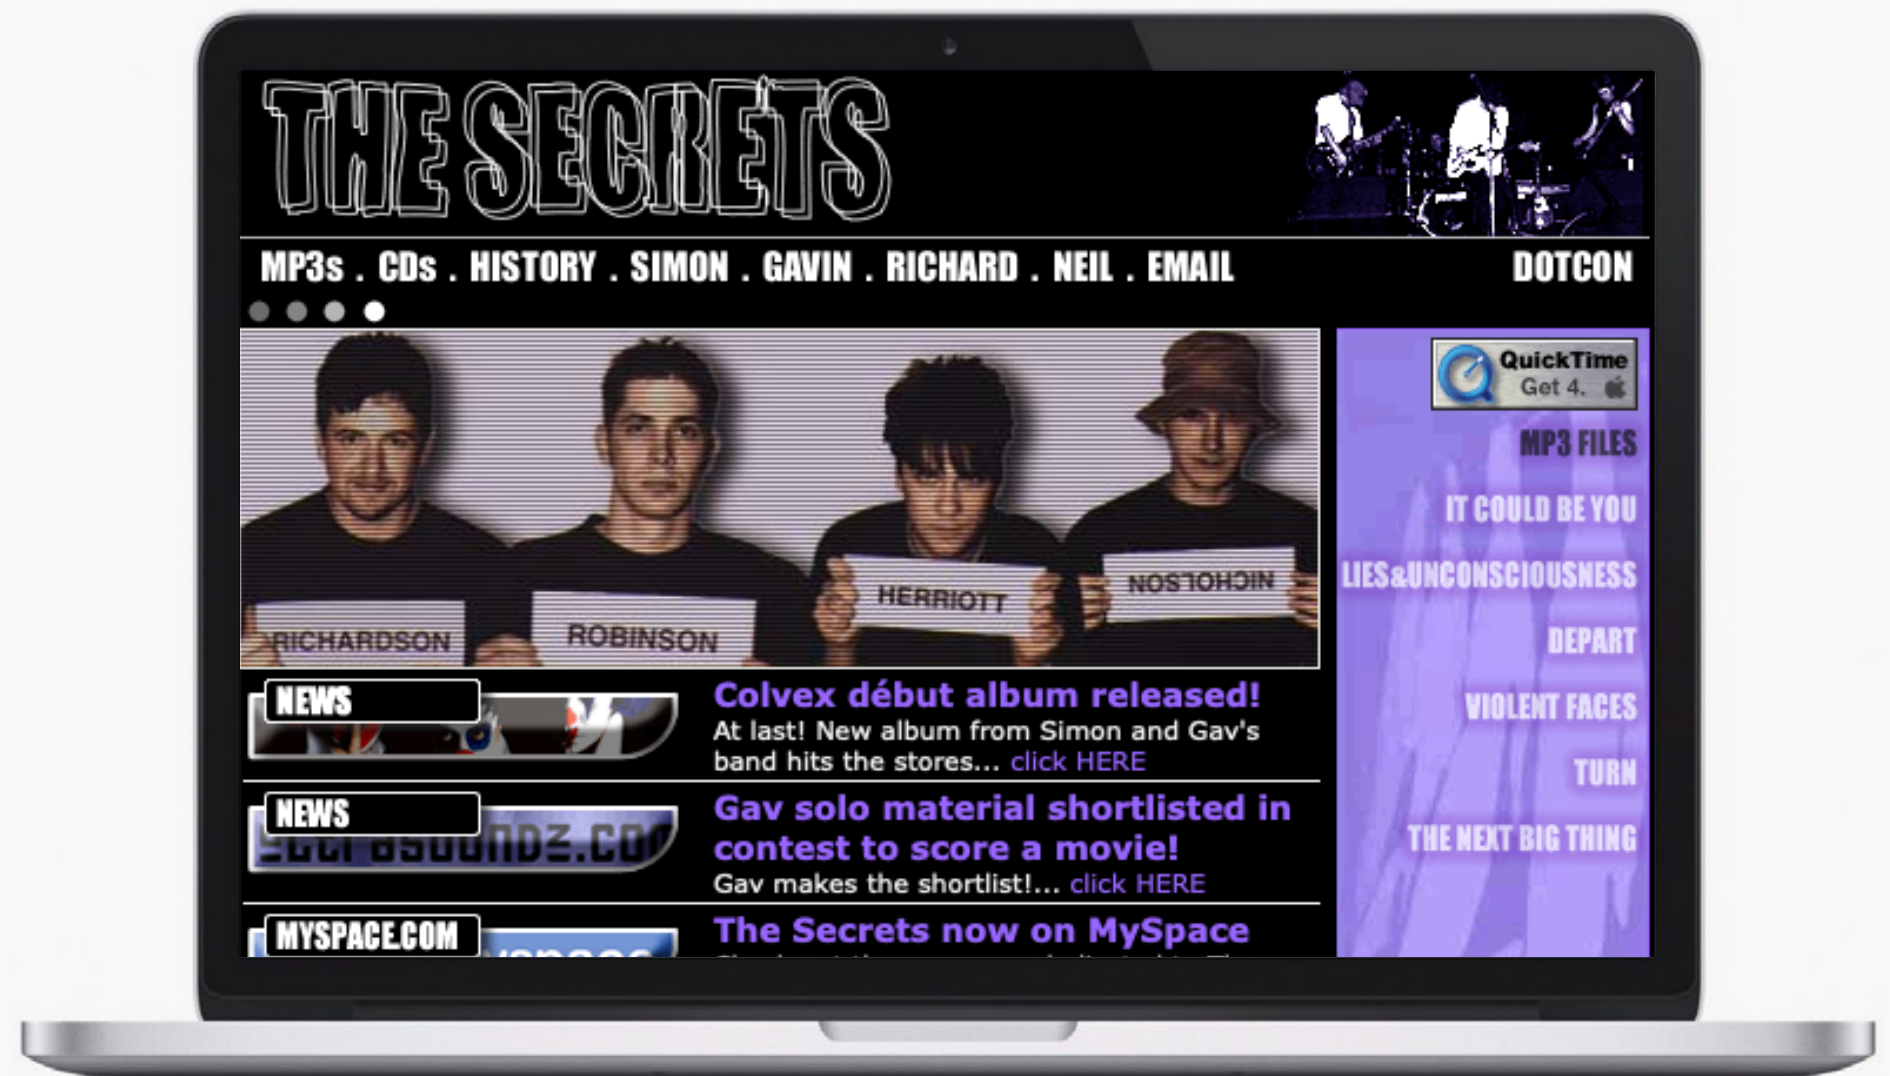 THE SECRETS
MP3s . CDs . HISTORY . SIMON . GAVIN . RICHARD . NEIL . EMAIL
DOTCON
QuickTime
Get 4.
MP3 FILES
IT COULD BE YOU
LIES&UNCONSCIOUSNESS
DEPART
VIOLENT FACES
TURN
THE NEXT BIG THING
RICHARDSON
ROBINSON
HERRIOTT
NICHOLSON
NEWS
Colvex début album released!
At last! New album from Simon and Gav's
band hits the stores... click HERE
NEWS
Gav solo material shortlisted in
contest to score a movie!
Gav makes the shortlist!... click HERE
MYSPACE.COM
The Secrets now on MySpace